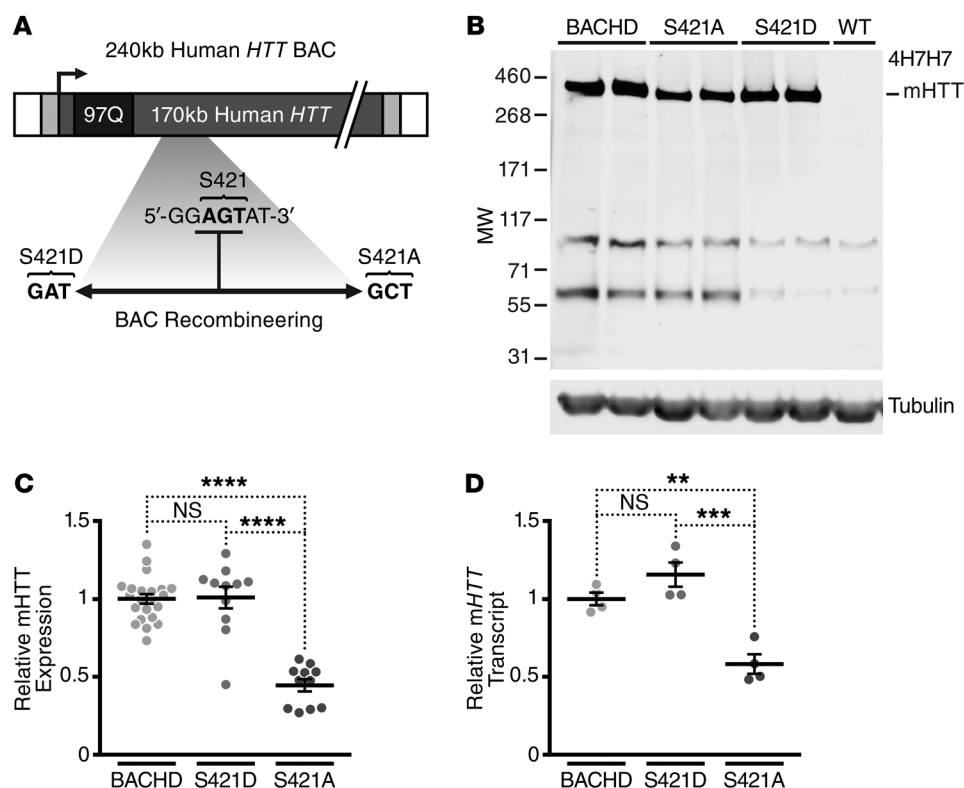 A
240kb Human HTT BAC
97Q
170kb Human HTT
S421
5′-GGAGTAT-3′
S421D
GAT
S421A
GCT
BAC Recombineering
B
BACHD S421A S421D WT
4H7H7
mHTT
MW
460
268
171
117
71
55
31
Tubulin
C
****
NS
****
Relative mHTT
Expression
1.5
1
0.5
0
BACHD S421D S421A
D
**
NS
***
Relative mHTT
Transcript
1.5
1
0.5
0
BACHD S421D S421A